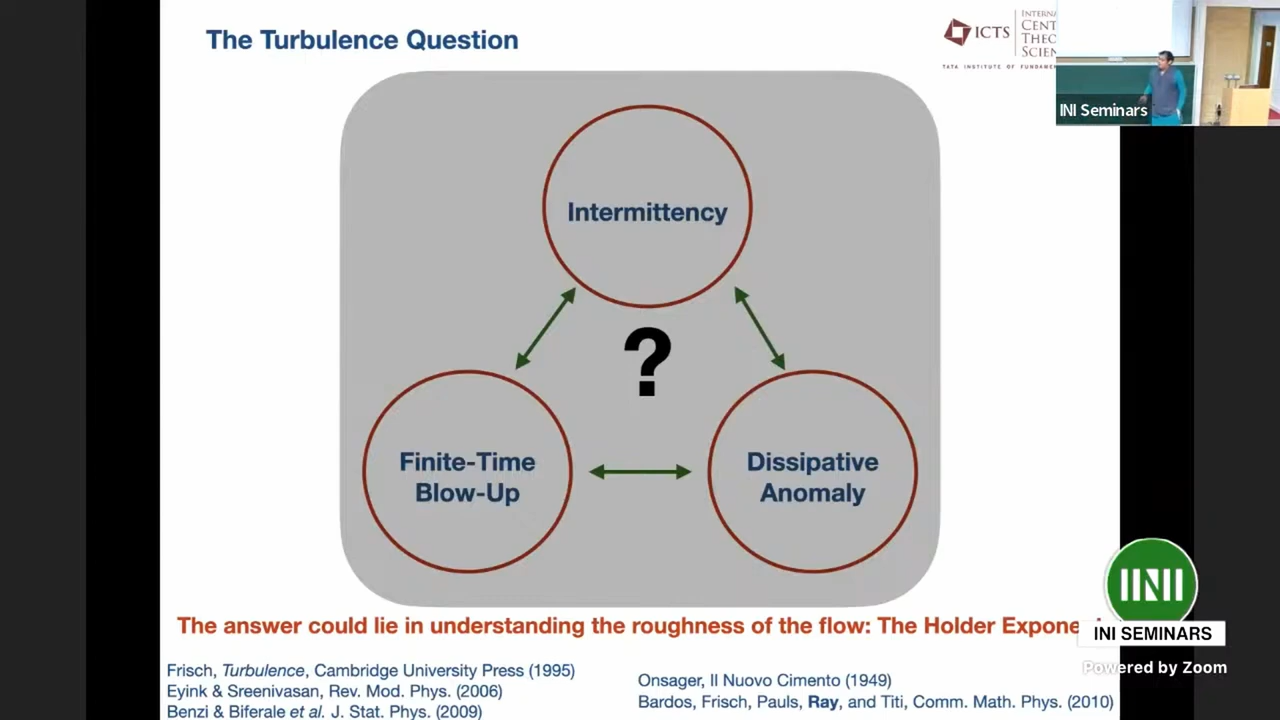 The Turbulence Question
ICTS
TATA INSTITUTE OF
INI Seminars
Intermittency
?
Finite-Time
Blow-Up
Dissipative
Anomaly
The answer could lie in understanding the roughness of the flow: The Holder
Frisch, Turbulence, Cambridge University Press (1995)
Eyink & Sreenivasan, Rev. Mod. Phys. (2006)
Benzi & Biferale et al. J. Stat. Phys. (2009)
Onsager, Il Nuovo Cimento (1949)
Bardos, Frisch, Pauls, Ray, and Titi, Comm. Math. Phys. (2010)
INI SEMINARS
Powered by Zoom